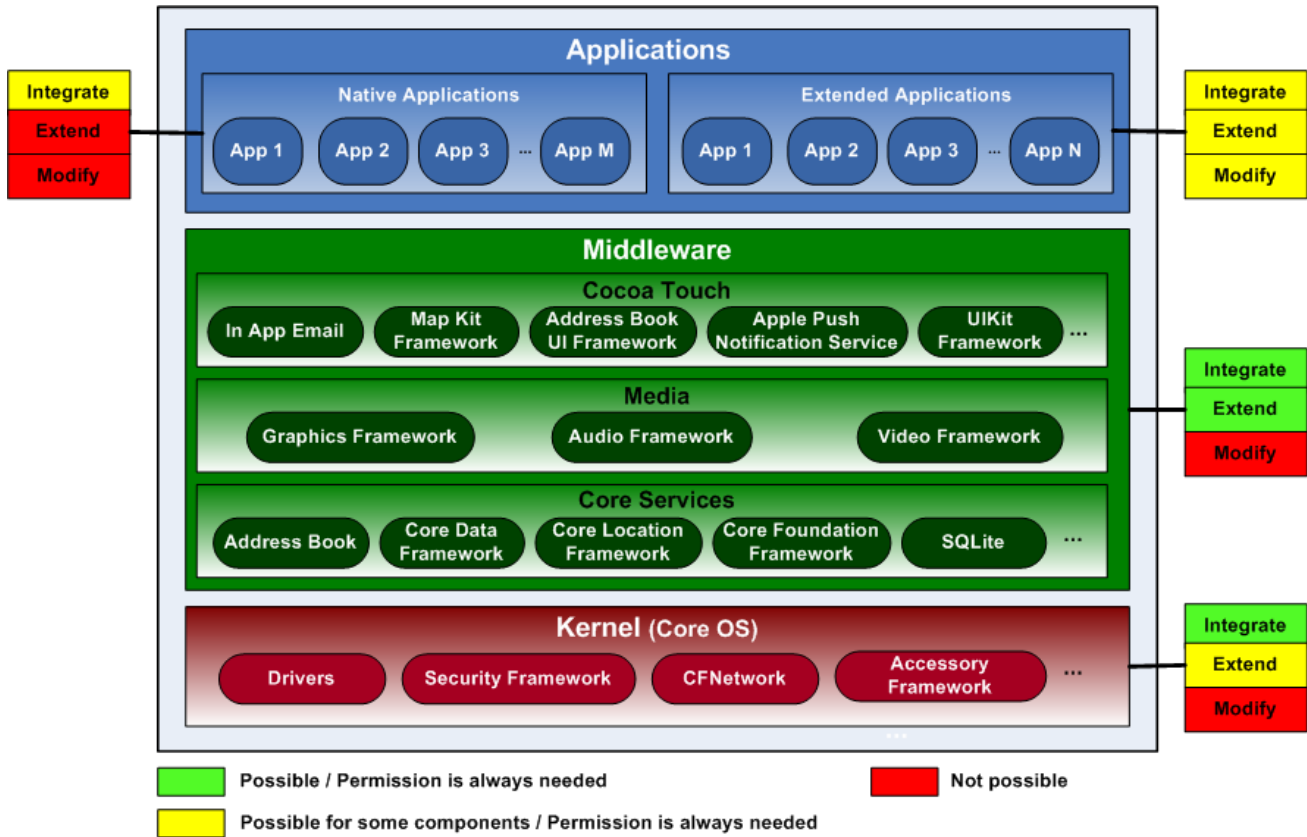 Applications
Integrate
Extend
Modify
Native Applications
App 1
App 2
App 3
...
App M
Extended Applications
App 1
App 2
App 3
...
App N
Integrate
Extend
Modify
Middleware
Cocoa Touch
In App Email
Map Kit
Framework
Address Book
UI Framework
Apple Push
Notification Service
UIKit
Framework
...
Media
Graphics Framework
Audio Framework
Video Framework
Integrate
Extend
Modify
Core Services
Address Book
Core Data
Framework
Core Location
Framework
Core Foundation
Framework
SQLite
...
Kernel (Core OS)
Drivers
Security Framework
CFNetwork
Accessory
Framework
...
...
Integrate
Extend
Modify
Possible / Permission is always needed
Not possible
Possible for some components / Permission is always needed